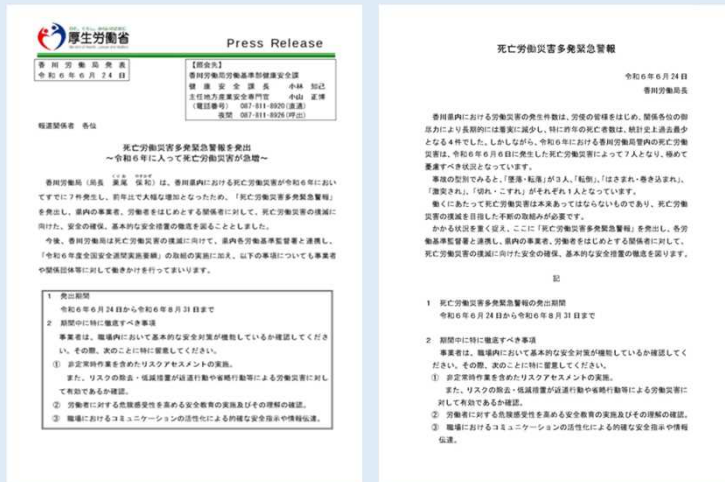 厚生労働省
Press Release
香川労働局発表
令和６年６月２４日
【照会先】
香川労働局労働基準部健康安全課
健康安全課長　小林　知己
主任地方産業安全専門官　小山　正博
（電話番号）　087-811-8920（直通）
夜間　087-811-8926（呼出）
報道関係者　各位
死亡労働災害多発緊急警報を発出
～令和６年に入って死亡労働災害が急増～
香川労働局（局長　栗尾　保和）は、香川県内における死亡労働災害が令和６年におい
てすでに７件発生し、前年比で大幅な増加となったため、「死亡労働災害多発緊急警報」
を発出し、県内の事業者、労働者をはじめとする関係者に対して、死亡労働災害の撲滅に
向けた、安全の確保、基本的な安全措置の徹底を図ることとしました。
今後、香川労働局は死亡労働災害の撲滅に向けて、県内各労働基準監督署と連携し、
「令和６年度全国安全週間実施要綱」の取組の実施に加え、以下の事項についても事業者
や関係団体等に対して働きかけを行ってまいります。
１　発出期間
令和６年６月24日から令和６年８月31日まで
２　期間中に特に徹底すべき事項
事業者は、職場内において基本的な安全対策が機能しているか確認してくださ
い。その際、次のことに特に留意してください。
①　非定常時作業を含めたリスクアセスメントの実施。
また、リスクの除去・低減措置が近道行動や省略行動等による労働災害に対し
て有効であるか確認。
②　労働者に対する危険感受性を高める安全教育の実施及びその理解の確認。
③　職場におけるコミュニケーションの活性化による的確な安全指示や情報伝達。
死亡労働災害多発緊急警報
令和６年６月24日
香川労働局長
香川県内における労働災害の発生件数は、労使の皆様をはじめ、関係各位の御
尽力により長期的には着実に減少し、特に昨年の死亡者数は、統計史上過去最少
となる４件でした。しかしながら、令和６年における香川労働局管内の死亡労働
災害は、令和６年６月６日に発生した死亡労働災害によって７人となり、極めて
憂慮すべき状況となっています。
事故の型別でみると、「墜落・転落」が３人、「転倒」、「はさまれ・巻き込まれ」、
「激突され」、「切れ・こすれ」がそれぞれ１人となっています。
働くにあたって死亡労働災害は本来あってはならないものであり、死亡労働
災害の撲滅を目指した不断の取組みが必要です。
かかる状況を重く捉え、ここに「死亡労働災害多発緊急警報」を発出し、各労
働基準監督署と連携し、県内の事業者、労働者をはじめとする関係者に対して、
死亡労働災害の撲滅に向けた安全の確保、基本的な安全措置の徹底を図ります。
記
１　死亡労働災害多発緊急警報の発出期間
令和６年６月24日から令和６年８月31日まで
２　期間中に特に徹底すべき事項
事業者は、職場内において基本的な安全対策が機能しているか確認してく
ださい。その際、次のことに特に留意してください。
①　非定常時作業を含めたリスクアセスメントの実施。
また、リスクの除去・低減措置が近道行動や省略行動等による労働災害に
対して有効であるか確認。
②　労働者に対する危険感受性を高める安全教育の実施及びその理解の確認。
③　職場におけるコミュニケーションの活性化による的確な安全指示や情報
伝達。